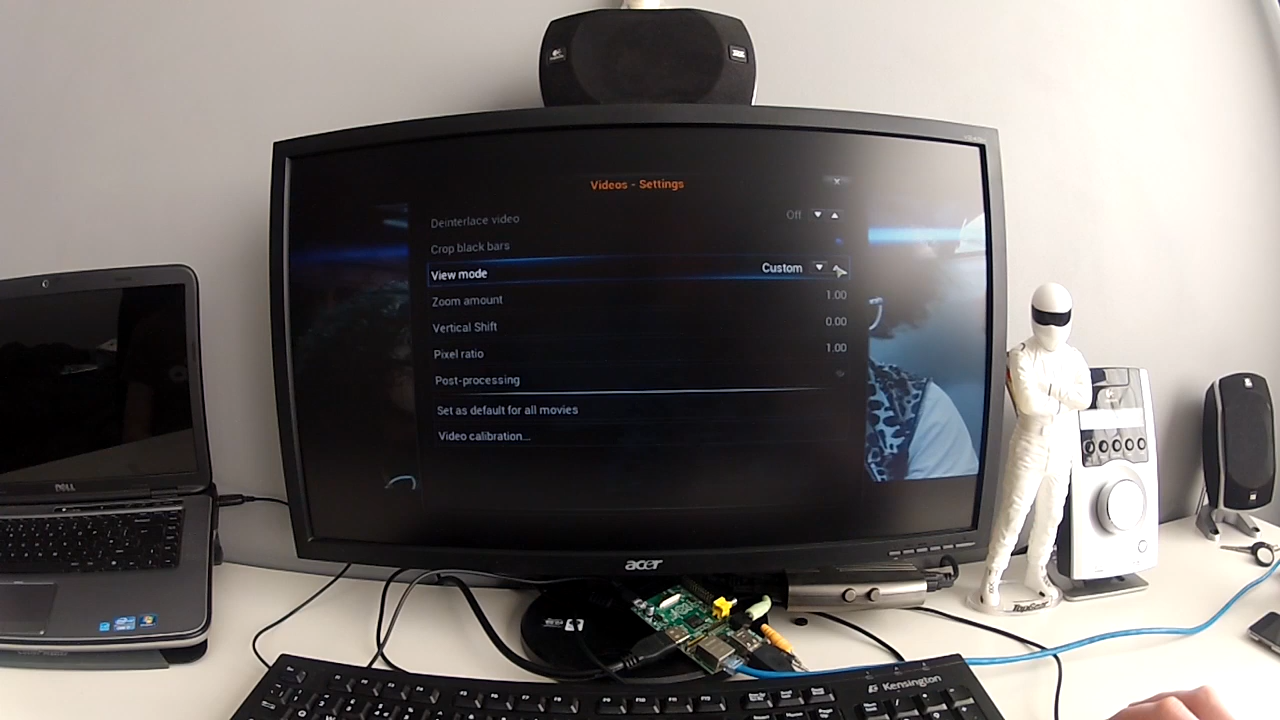 Videos - Settings
Deinterlace video Off
Crop black bars
View mode Custom
Zoom amount 1.00
Vertical Shift 0.00
Pixel ratio 1.00
Post-processing
Set as default for all movies
Video calibration...
acer
DELL
TopGear
Kensington